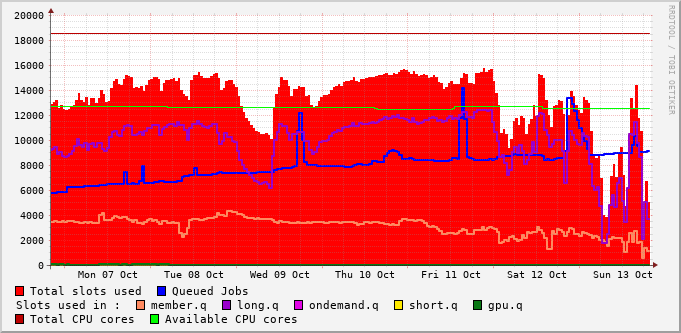 20000
18000
16000
14000
12000
10000
8000
6000
4000
2000
0
Mon 07 Oct Tue 08 Oct Wed 09 Oct Thu 10 Oct Fri 11 Oct Sat 12 Oct Sun 13 Oct
RRDTOOL / TOBI OETIKER
Total slots used Queued Jobs
Slots used in : member.q long.q ondemand.q short.q gpu.q
Total CPU cores Available CPU cores